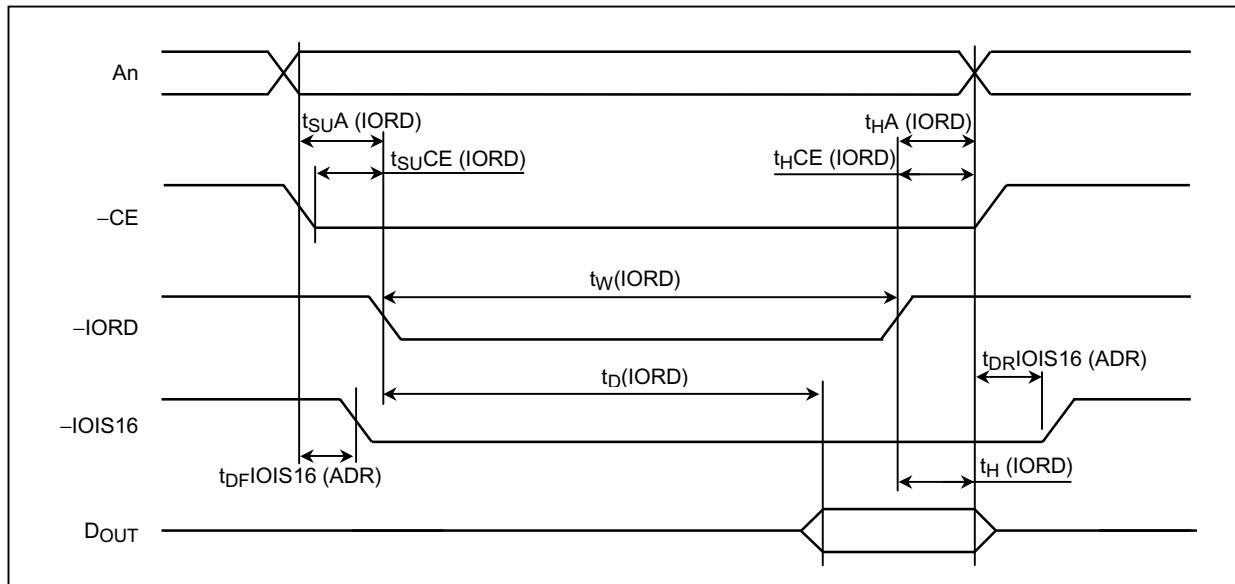 An
tSUA (IORD)
tHA (IORD)
tSUCE (IORD)
tHCE (IORD)
–CE
tW(IORD)
–IORD
tDRIOIS16 (ADR)
tD(IORD)
–IOIS16
tDFIOIS16 (ADR)
tH (IORD)
DOUT